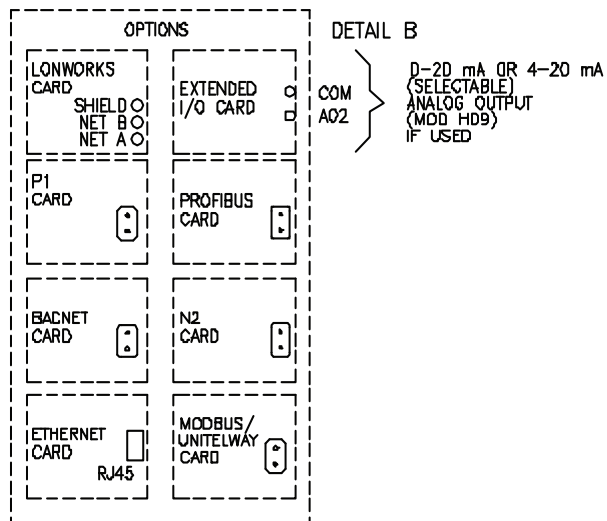 OPTIONS
DETAIL B
LONWORKS
CARD
SHIELD
NET B
NET A
EXTENDED
I/O CARD
COM
AO2
0-20 mA OR 4-20 mA
(SELECTABLE)
ANALOG OUTPUT
(MOD HD9)
IF USED
P1
CARD
PROFIBUS
CARD
BACNET
CARD
N2
CARD
ETHERNET
CARD
RJ45
MODBUS/
UNITELWAY
CARD